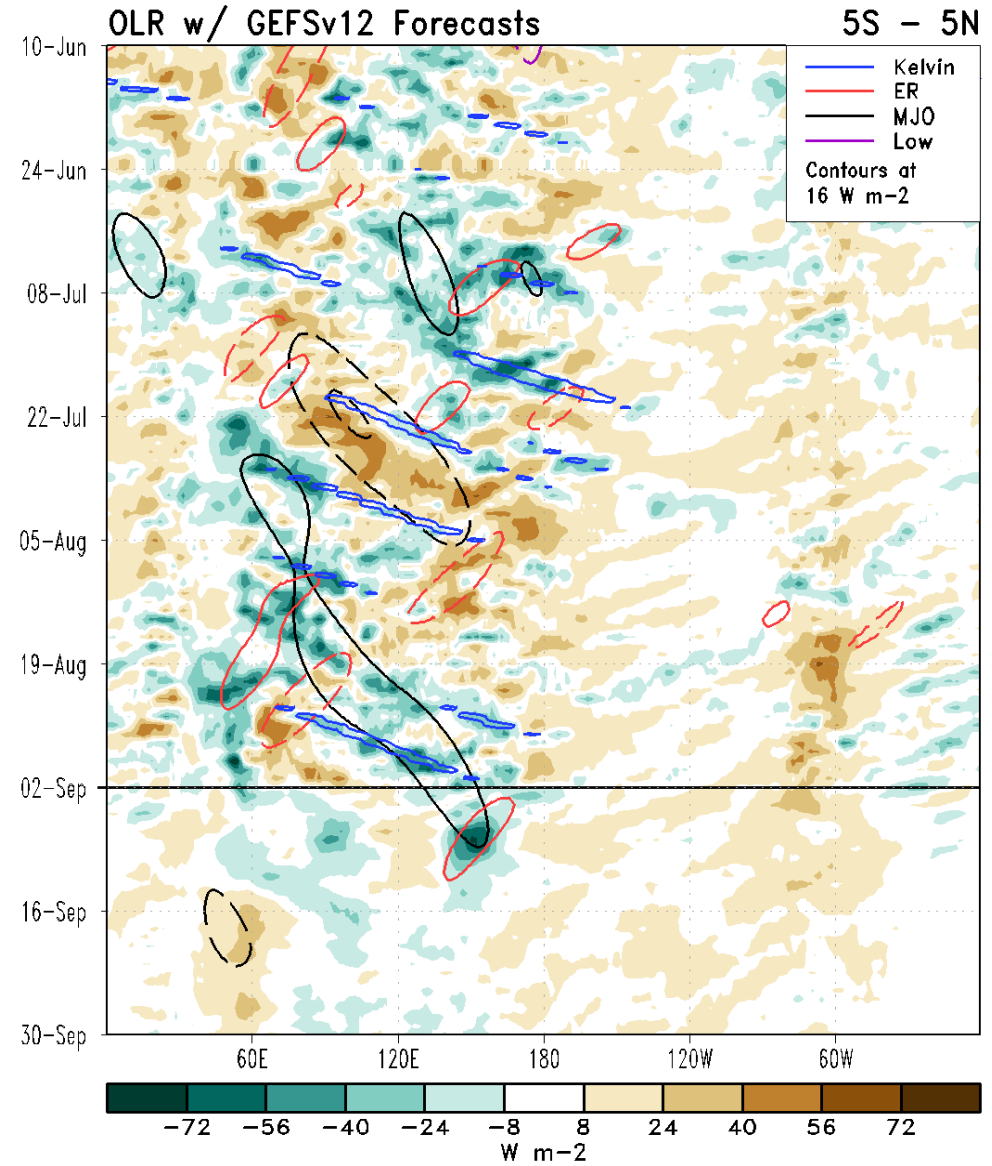 OLR w/ GEFSv12 Forecasts 5S - 5N
Kelvin
ER
MJO
Low
Contours at
16 W m-2
10-Jun
24-Jun
08-Jul
22-Jul
05-Aug
19-Aug
02-Sep
16-Sep
30-Sep
60E 120E 180 120W 60W
-72 -56 -40 -24 -8 8 24 40 56 72
W m-2